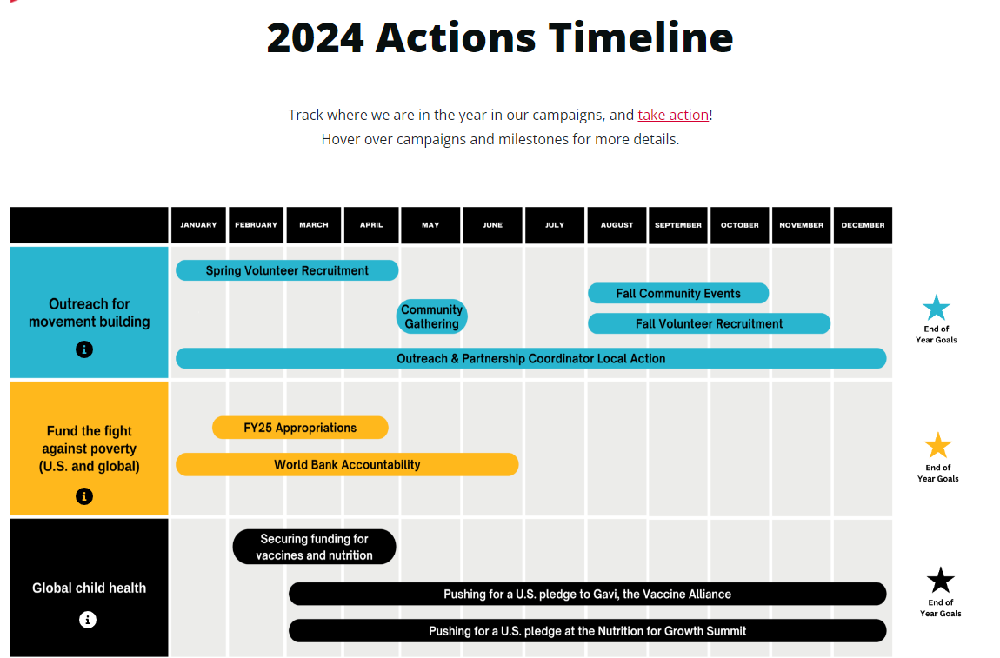 2024 Actions Timeline
Track where we are in the year in our campaigns, and take action!
Hover over campaigns and milestones for more details.
JANUARY FEBRUARY MARCH APRIL MAY JUNE JULY AUGUST SEPTEMBER OCTOBER NOVEMBER DECEMBER
Outreach for
movement building
Spring Volunteer Recruitment
Fall Community Events
Community
Gathering
Fall Volunteer Recruitment
Outreach & Partnership Coordinator Local Action
End of
Year Goals
Fund the fight
against poverty
(U.S. and global)
FY25 Appropriations
World Bank Accountability
End of
Year Goals
Global child health
Securing funding for
vaccines and nutrition
Pushing for a U.S. pledge to Gavi, the Vaccine Alliance
Pushing for a U.S. pledge at the Nutrition for Growth Summit
End of
Year Goals